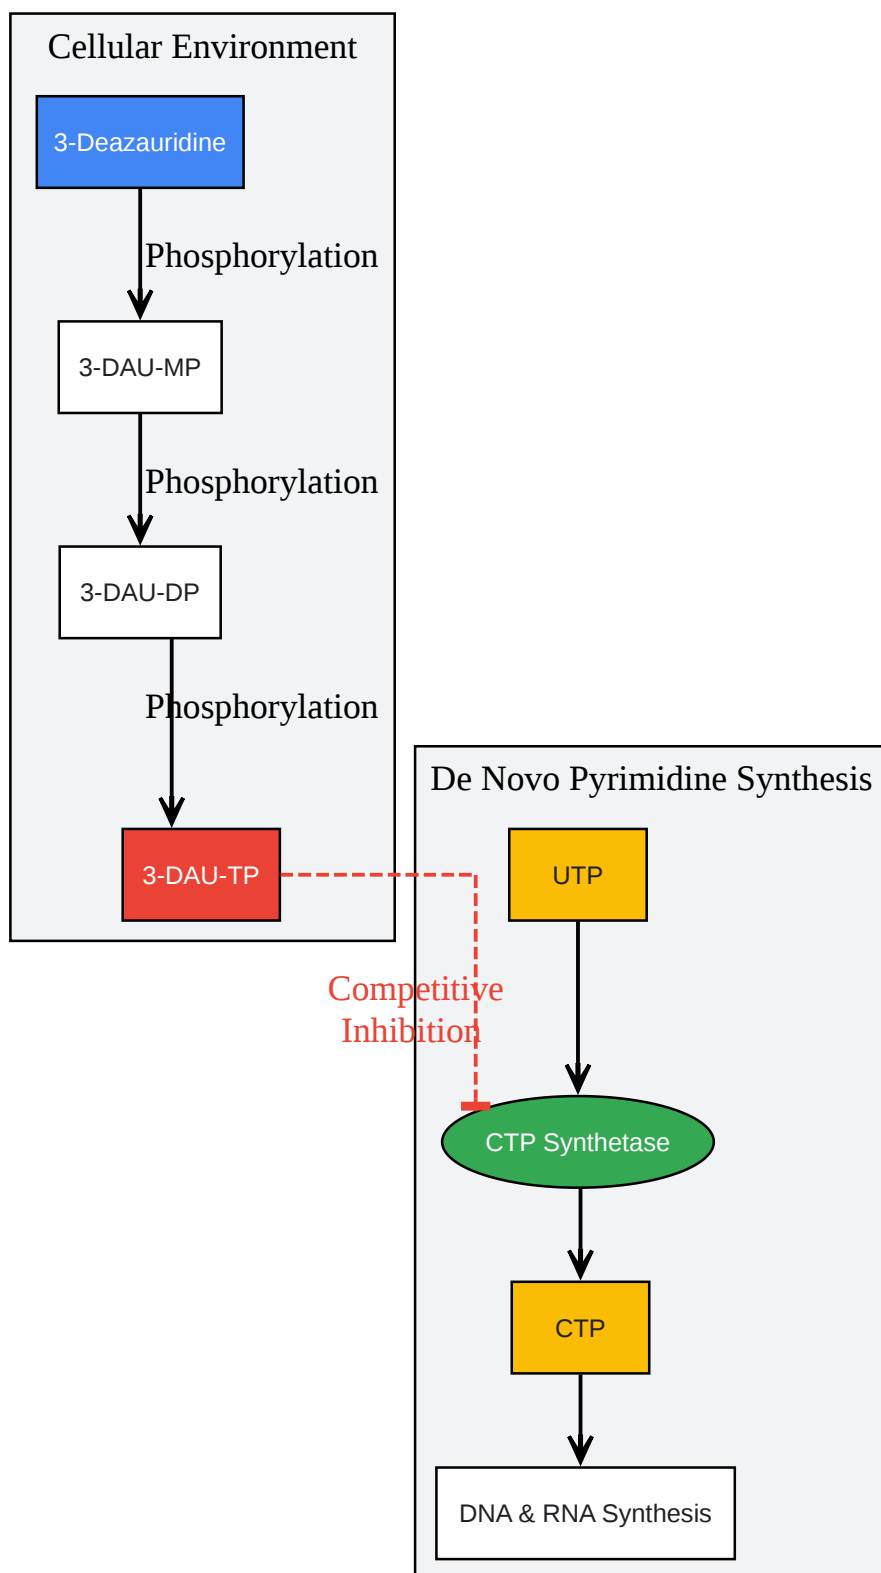 Cellular Environment
3-Deazauridine
Phosphorylation
3-DAU-MP
Phosphorylation
3-DAU-DP
Phosphorylation
3-DAU-TP
De Novo Pyrimidine Synthesis
UTP
Competitive
Inhibition
CTP Synthetase
CTP
DNA & RNA Synthesis